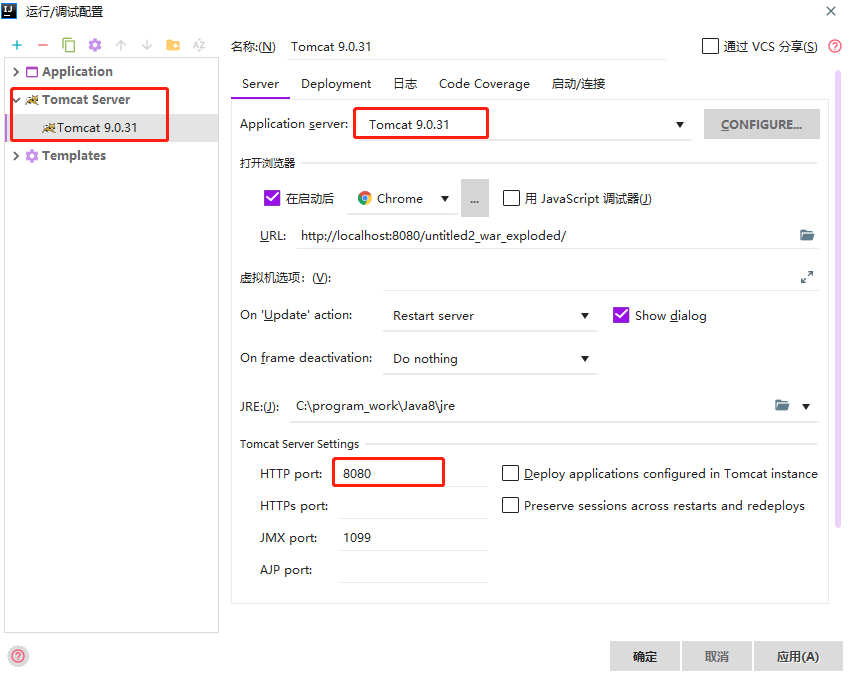 运行/调试配置
名称:(N) Tomcat 9.0.31 通过 VCS 分享(S)
Application
Tomcat Server
Tomcat 9.0.31
Templates
Server Deployment 日志 Code Coverage 启动/连接
Application server: Tomcat 9.0.31 CONFIGURE...
打开浏览器
在启动后 Chrome ... 用 JavaScript 调试器(J)
URL: http://localhost:8080/untitled2_war_exploded/
虚拟机选项: (V):
On 'Update' action: Restart server Show dialog
On frame deactivation: Do nothing
JRE:(J): C:\program_work\Java8\jre
Tomcat Server Settings
HTTP port: 8080 Deploy applications configured in Tomcat instance
HTTPs port: Preserve sessions across restarts and redeploys
JMX port: 1099
AJP port:
确定 取消 应用(A)